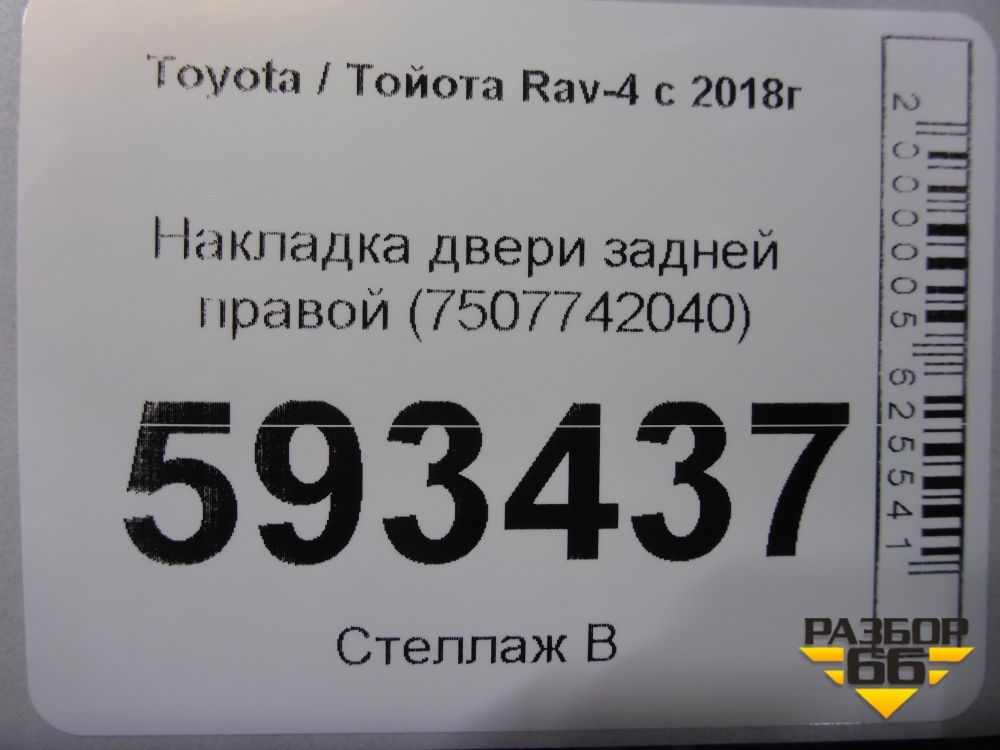 Toyota / Тойота Rav-4 с 2018г
Накладка двери задней
правой (7507742040)
593437
Стеллаж В
2000005625541
РАЗБОР
66